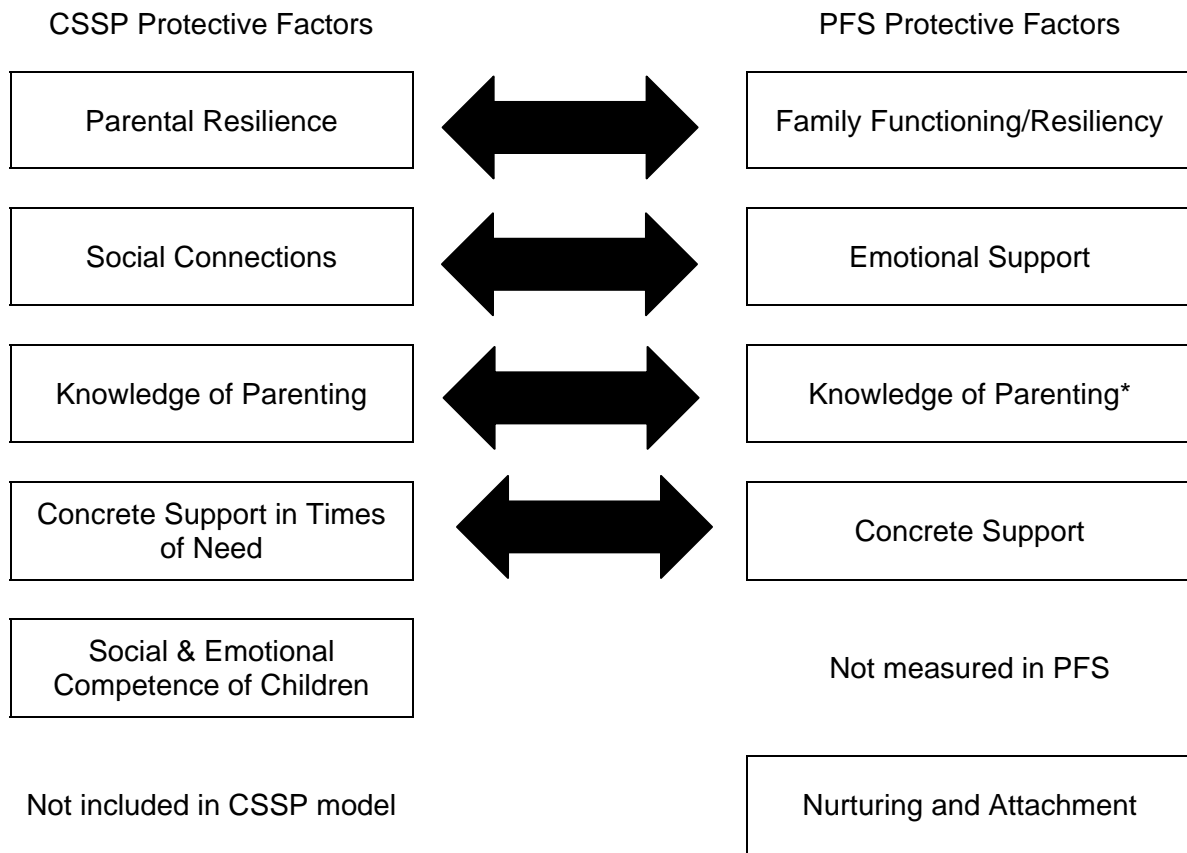 CSSP Protective Factors
PFS Protective Factors
Parental Resilience
Family Functioning/Resiliency
Social Connections
Emotional Support
Knowledge of Parenting
Knowledge of Parenting*
Concrete Support in Times
of Need
Concrete Support
Social & Emotional
Competence of Children
Not measured in PFS
Not included in CSSP model
Nurturing and Attachment